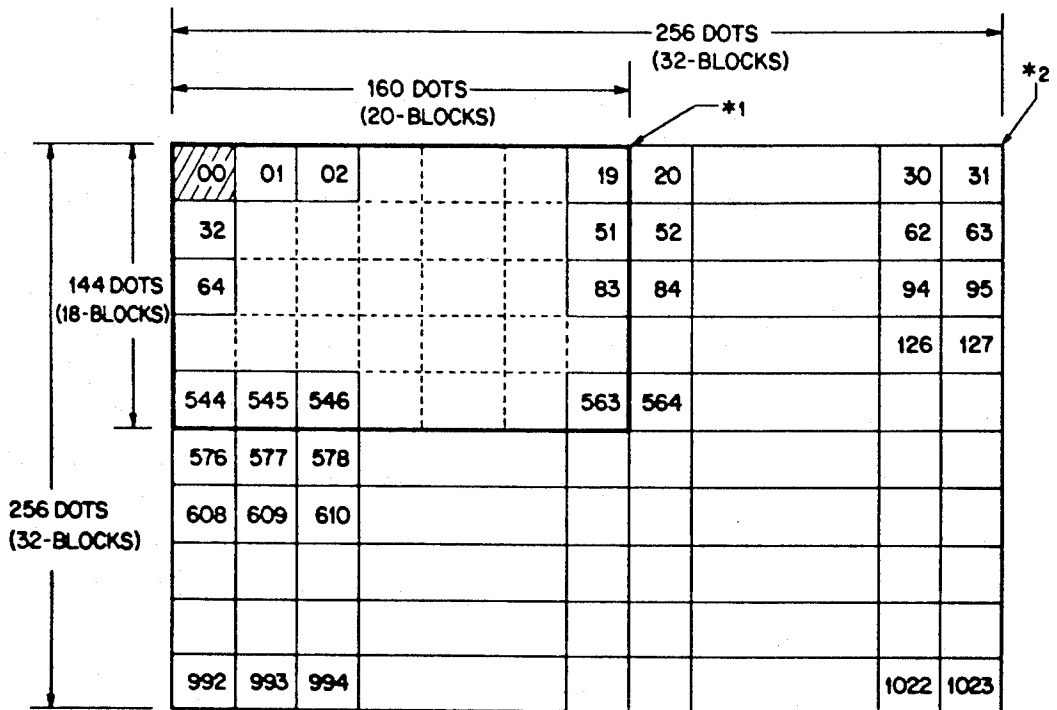 256 DOTS
(32-BLOCKS)
*2
160 DOTS
(20-BLOCKS)
*1
00 01 02 19 20 30 31
32 51 52 62 63
144 DOTS
(18-BLOCKS)
64 83 84 94 95
126 127
544 545 546 563 564
576 577 578
256 DOTS
(32-BLOCKS)
608 609 610
992 993 994 1022 1023